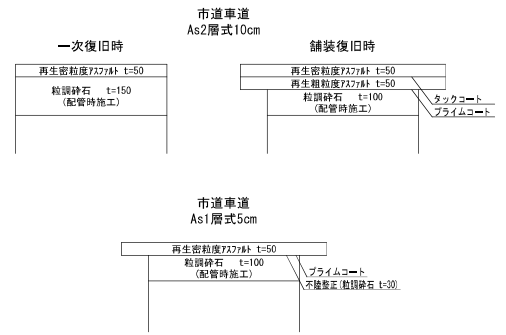 市道車道
As2層式10cm
一次復旧時
再生密粒度ｱｽﾌｧﾙﾄ t=50
粒調砕石 t=150
(配管時施工)
舗装復旧時
再生密粒度ｱｽﾌｧﾙﾄ t=50
再生粗粒度ｱｽﾌｧﾙﾄ t=50
粒調砕石 t=100
(配管時施工)
タックコート
プライムコート
市道車道
As1層式5cm
再生密粒度ｱｽﾌｧﾙﾄ t=50
粒調砕石 t=100
(配管時施工)
プライムコート
不陸整正(粒調砕石 t=30)